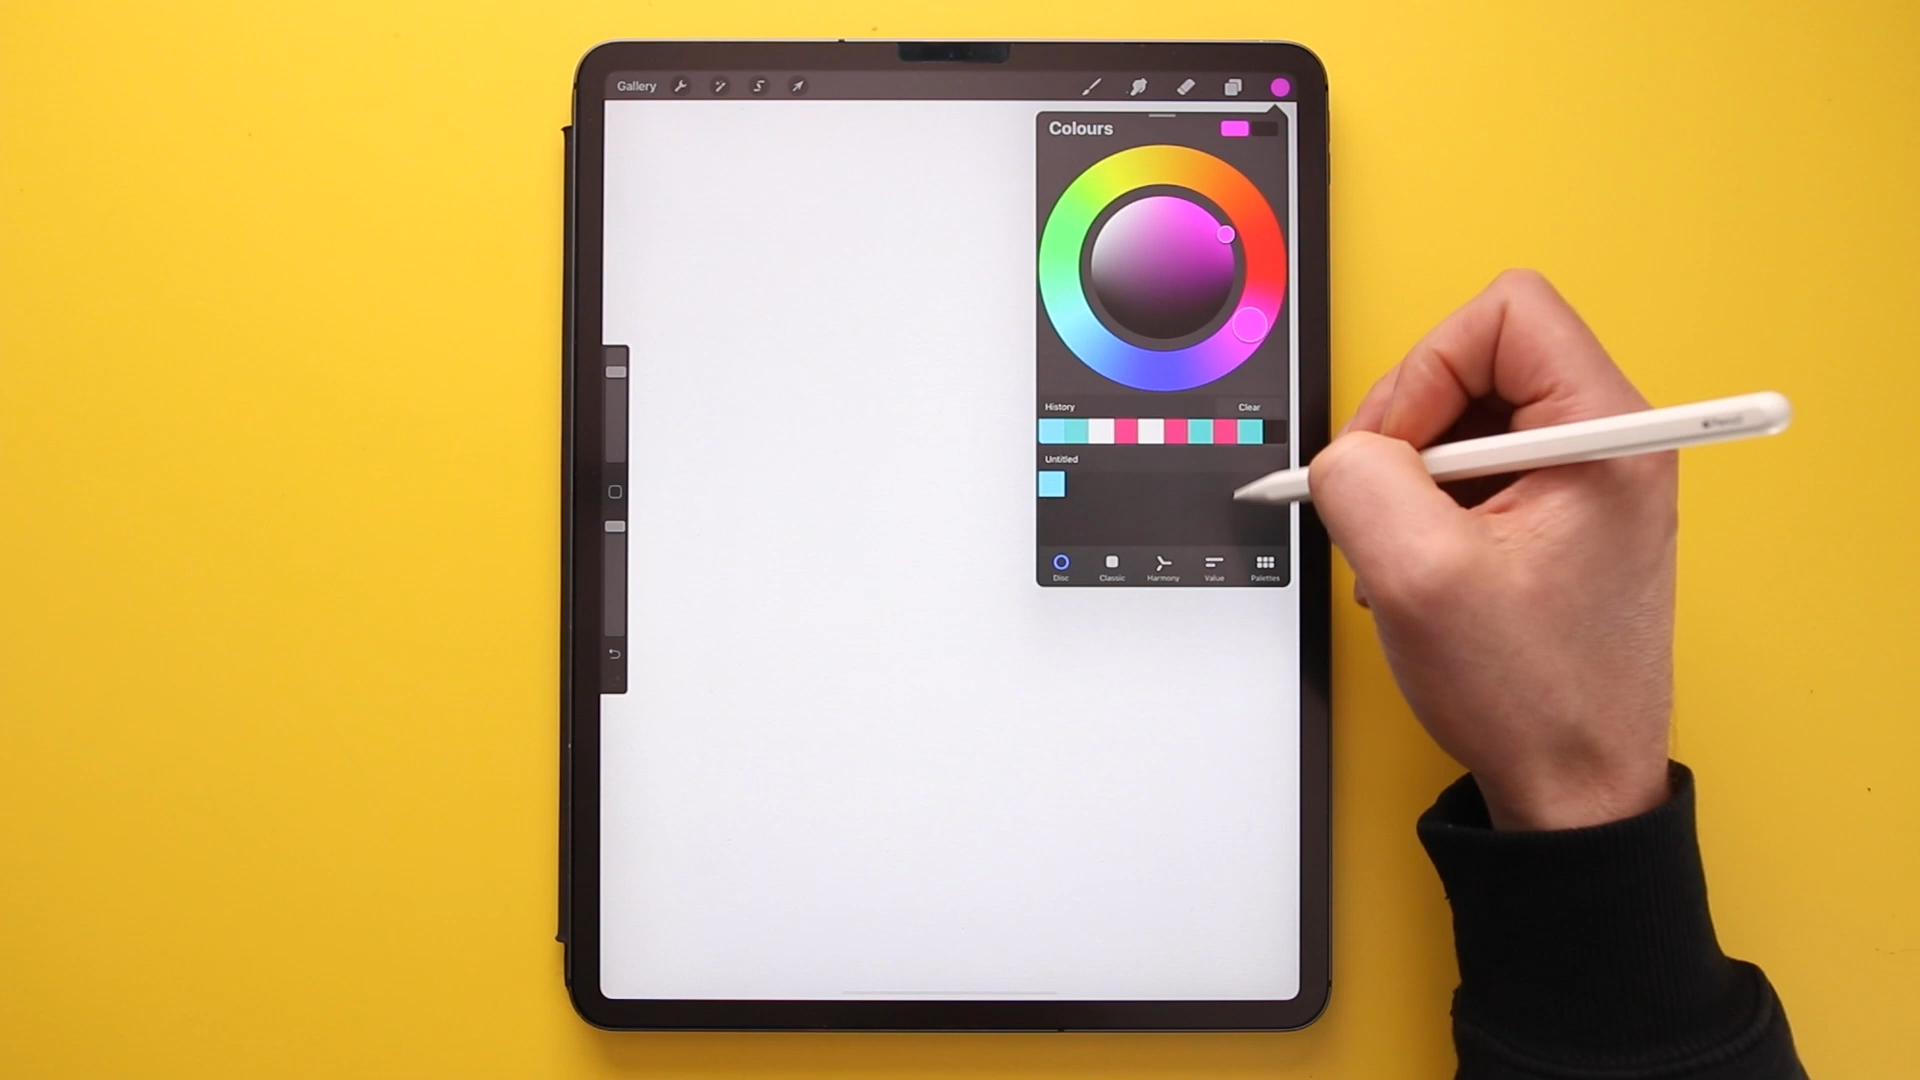 Gallery
Colours
History Clear
Untitled
Disc Classic Harmony Value Palettes